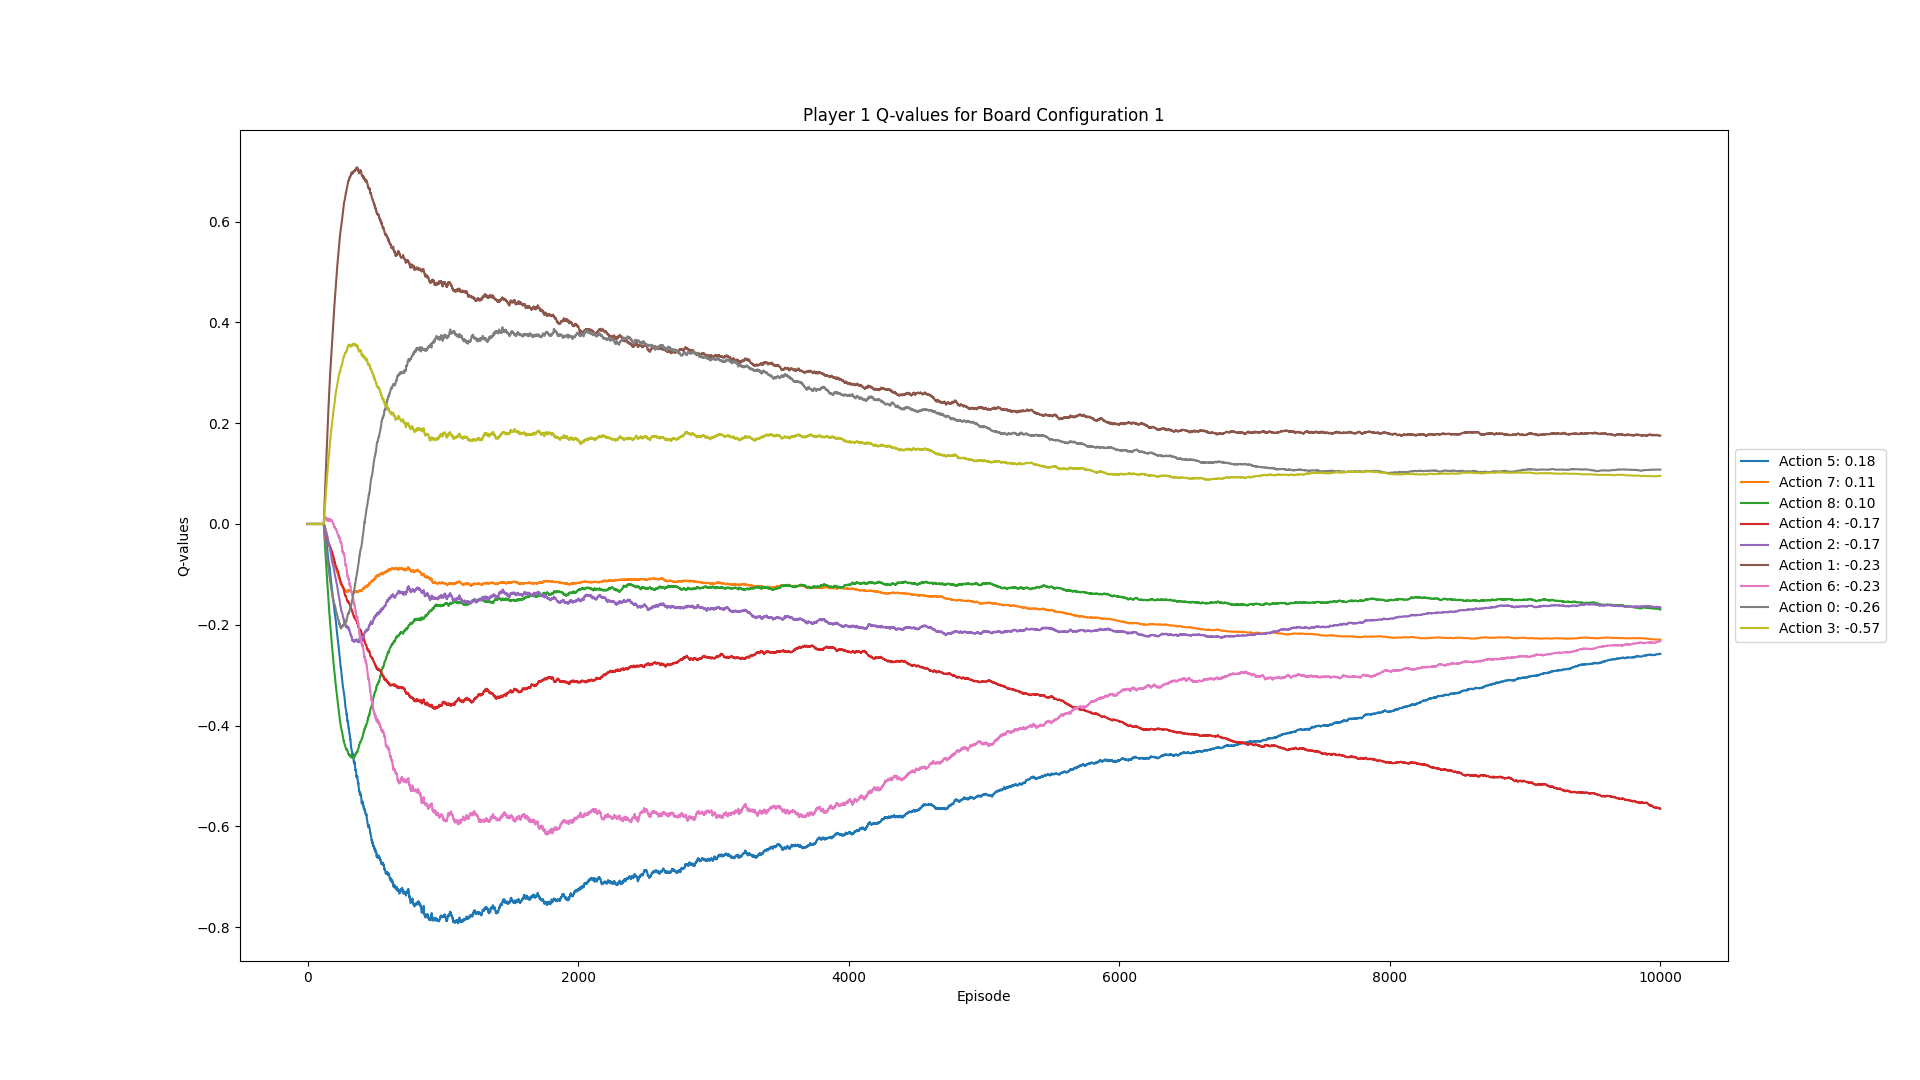 Player 1 Q-values for Board Configuration 1
0.6
0.4
0.2
0.0
−0.2
−0.4
−0.6
−0.8
Q-values
0
2000
4000
6000
8000
10000
Episode
Action 5: 0.18
Action 7: 0.11
Action 8: 0.10
Action 4: -0.17
Action 2: -0.17
Action 1: -0.23
Action 6: -0.23
Action 0: -0.26
Action 3: -0.57